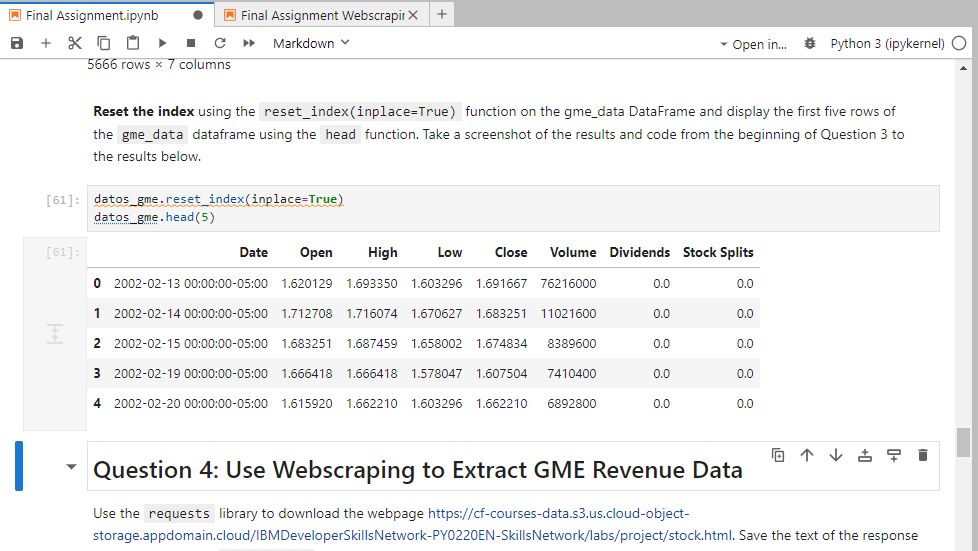 Final Assignment.ipynb
Final Assignment Webscrapin
Markdown
Open in...
Python 3 (ipykernel)
5666 rows × 7 columns
Reset the index using the reset_index(inplace=True) function on the gme_data DataFrame and display the first five rows of
the gme_data dataframe using the head function. Take a screenshot of the results and code from the beginning of Question 3 to
the results below.
[61]: datos_gme.reset_index(inplace=True)
datos_gme.head(5)
[61]: Date Open High Low Close Volume Dividends Stock Splits
0 2002-02-13 00:00:00-05:00 1.620129 1.693350 1.603296 1.691667 76216000 0.0 0.0
1 2002-02-14 00:00:00-05:00 1.712708 1.716074 1.670627 1.683251 11021600 0.0 0.0
2 2002-02-15 00:00:00-05:00 1.683251 1.687459 1.658002 1.674834 8389600 0.0 0.0
3 2002-02-19 00:00:00-05:00 1.666418 1.666418 1.578047 1.607504 7410400 0.0 0.0
4 2002-02-20 00:00:00-05:00 1.615920 1.662210 1.603296 1.662210 6892800 0.0 0.0
Question 4: Use Webscraping to Extract GME Revenue Data
Use the requests library to download the webpage https://cf-courses-data.s3.us.cloud-object-
storage.appdomain.cloud/IBMDeveloperSkillsNetwork-PY0220EN-SkillsNetwork/labs/project/stock.html. Save the text of the response